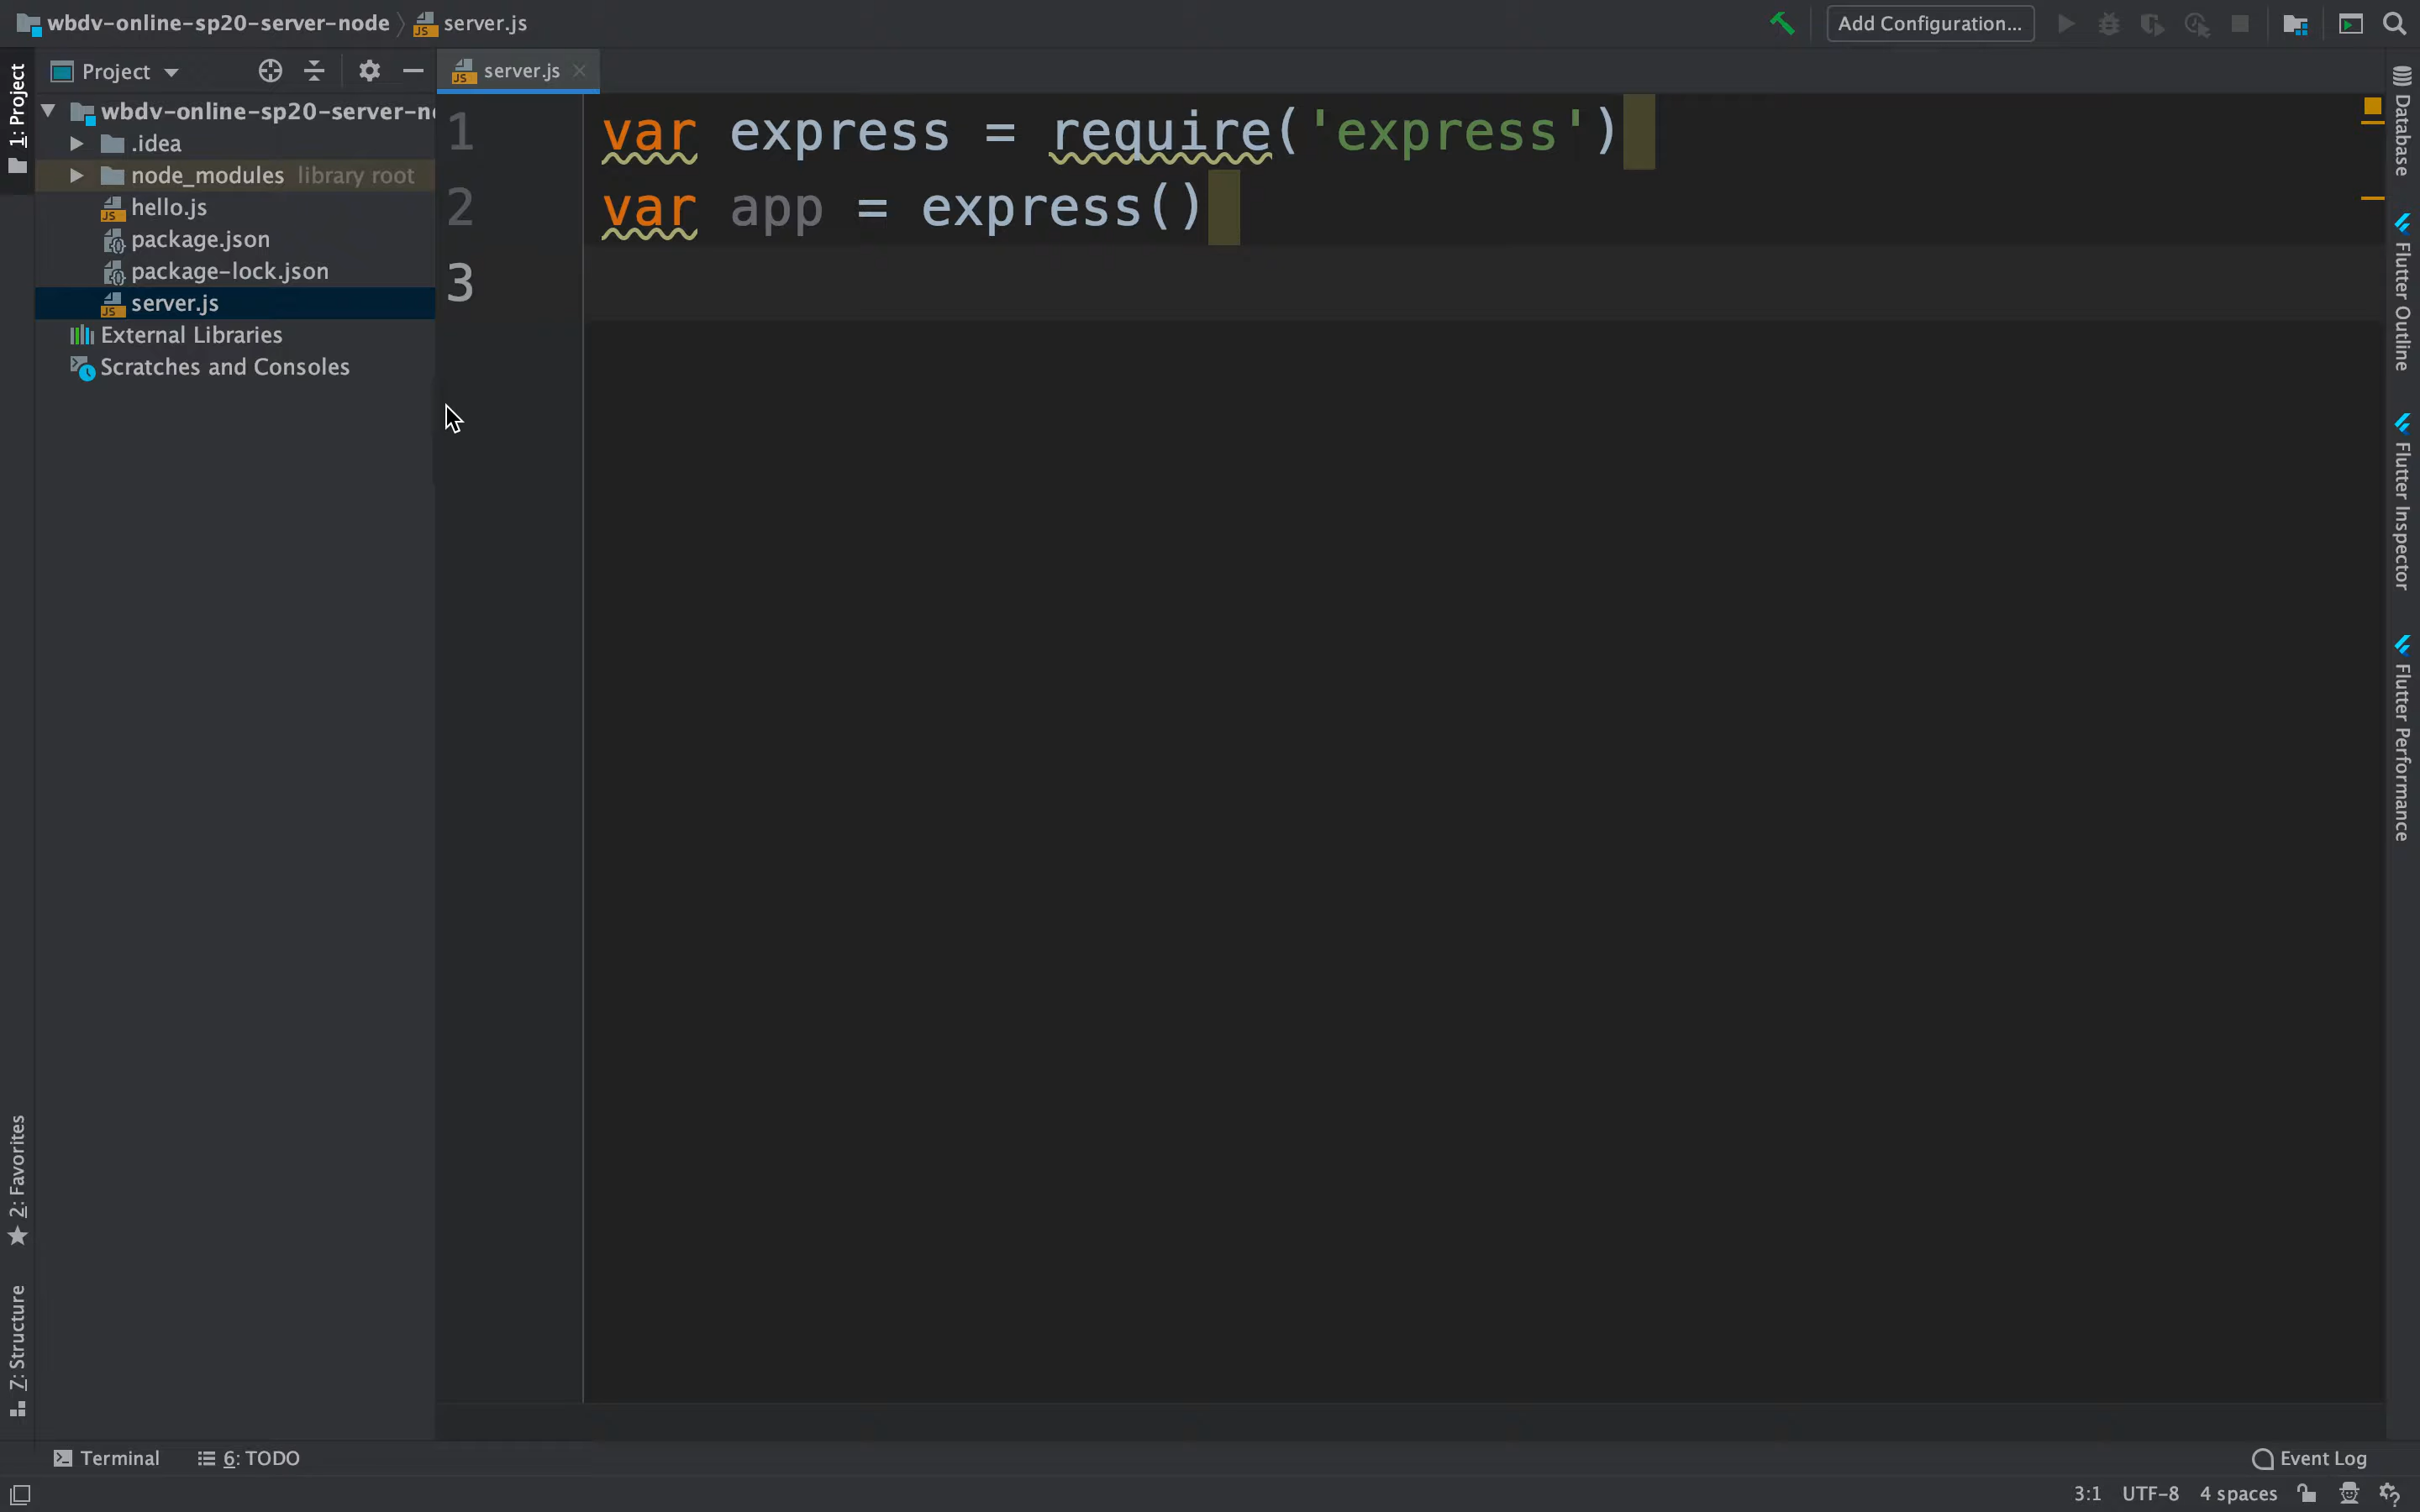 wbdv-online-sp20-server-node
server.js
Add Configuration...
1: Project
Project
server.js
wbdv-online-sp20-server-n
.idea
node_modules library root
hello.js
package.json
package-lock.json
server.js
External Libraries
Scratches and Consoles
1 var express = require('express')
2 var app = express()
3
Database
Flutter Outline
Flutter Inspector
Flutter Performance
2: Favorites
Z: Structure
Terminal
6: TODO
Event Log
3:1 UTF-8 4 spaces